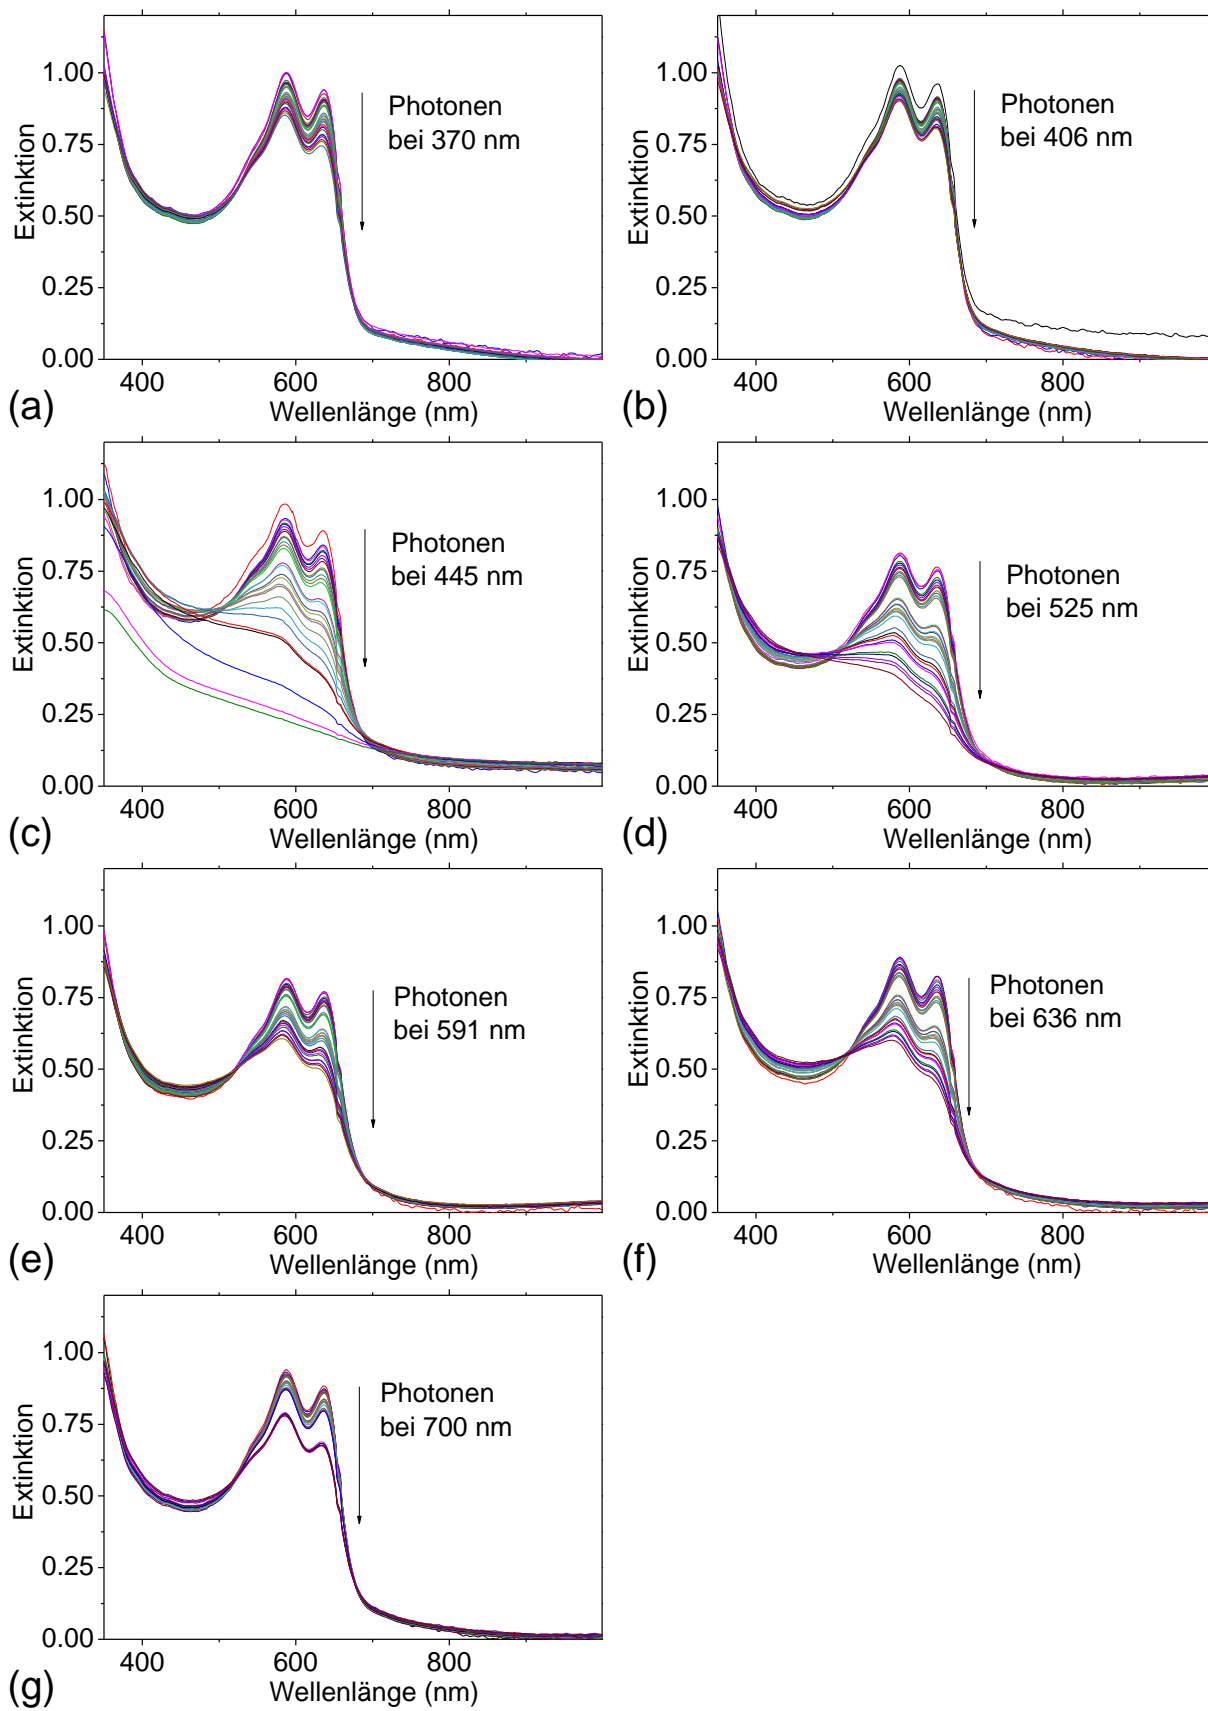 1.00
0.75
0.50
0.25
0.00
Extinktion
Photonen
bei 370 nm
400 600 800
Wellenlänge (nm)
(a)
1.00
0.75
0.50
0.25
0.00
Extinktion
Photonen
bei 406 nm
400 600 800
Wellenlänge (nm)
(b)
1.00
0.75
0.50
0.25
0.00
Extinktion
Photonen
bei 445 nm
400 600 800
Wellenlänge (nm)
(c)
1.00
0.75
0.50
0.25
0.00
Extinktion
Photonen
bei 525 nm
400 600 800
Wellenlänge (nm)
(d)
1.00
0.75
0.50
0.25
0.00
Extinktion
Photonen
bei 591 nm
400 600 800
Wellenlänge (nm)
(e)
1.00
0.75
0.50
0.25
0.00
Extinktion
Photonen
bei 636 nm
400 600 800
Wellenlänge (nm)
(f)
1.00
0.75
0.50
0.25
0.00
Extinktion
Photonen
bei 700 nm
400 600 800
Wellenlänge (nm)
(g)